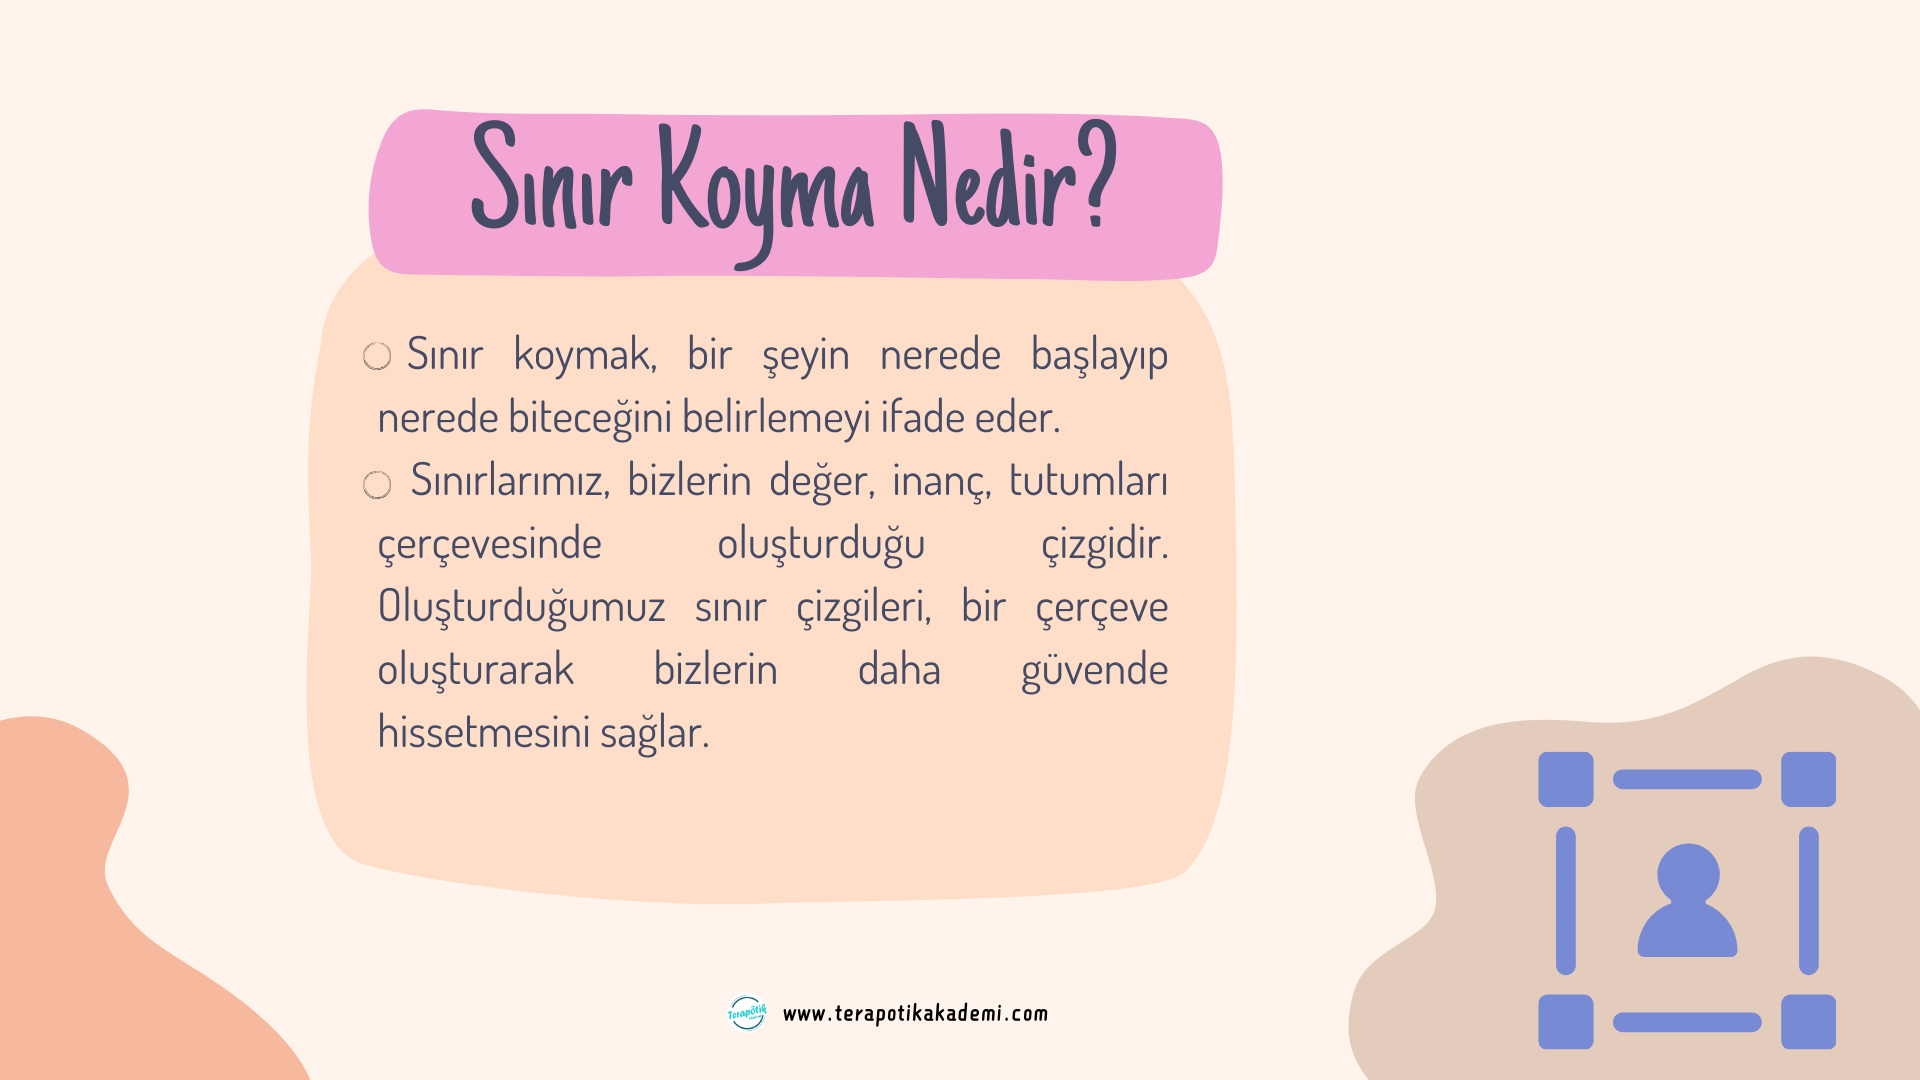 Sınır Koyma Nedir?
Sınır koymak, bir şeyin nerede başlayıp
nerede biteceğini belirlemeyi ifade eder.
Sınırlarımız, bizlerin değer, inanç, tutumları
çerçevesinde oluşturduğu çizgidir.
Oluşturduğumuz sınır çizgileri, bir çerçeve
oluşturarak bizlerin daha güvende
hissetmesini sağlar.
Terapötik
www.terapotikakademi.com